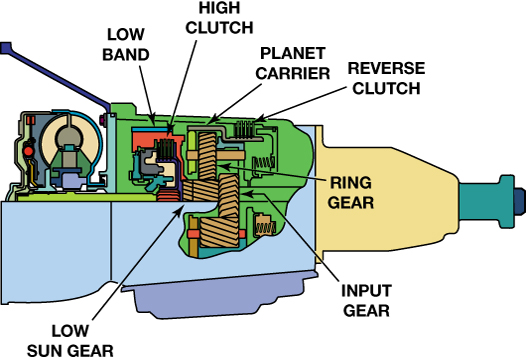 HIGH
CLUTCH
LOW
BAND
PLANET
CARRIER
REVERSE
CLUTCH
RING
GEAR
INPUT
GEAR
LOW
SUN GEAR